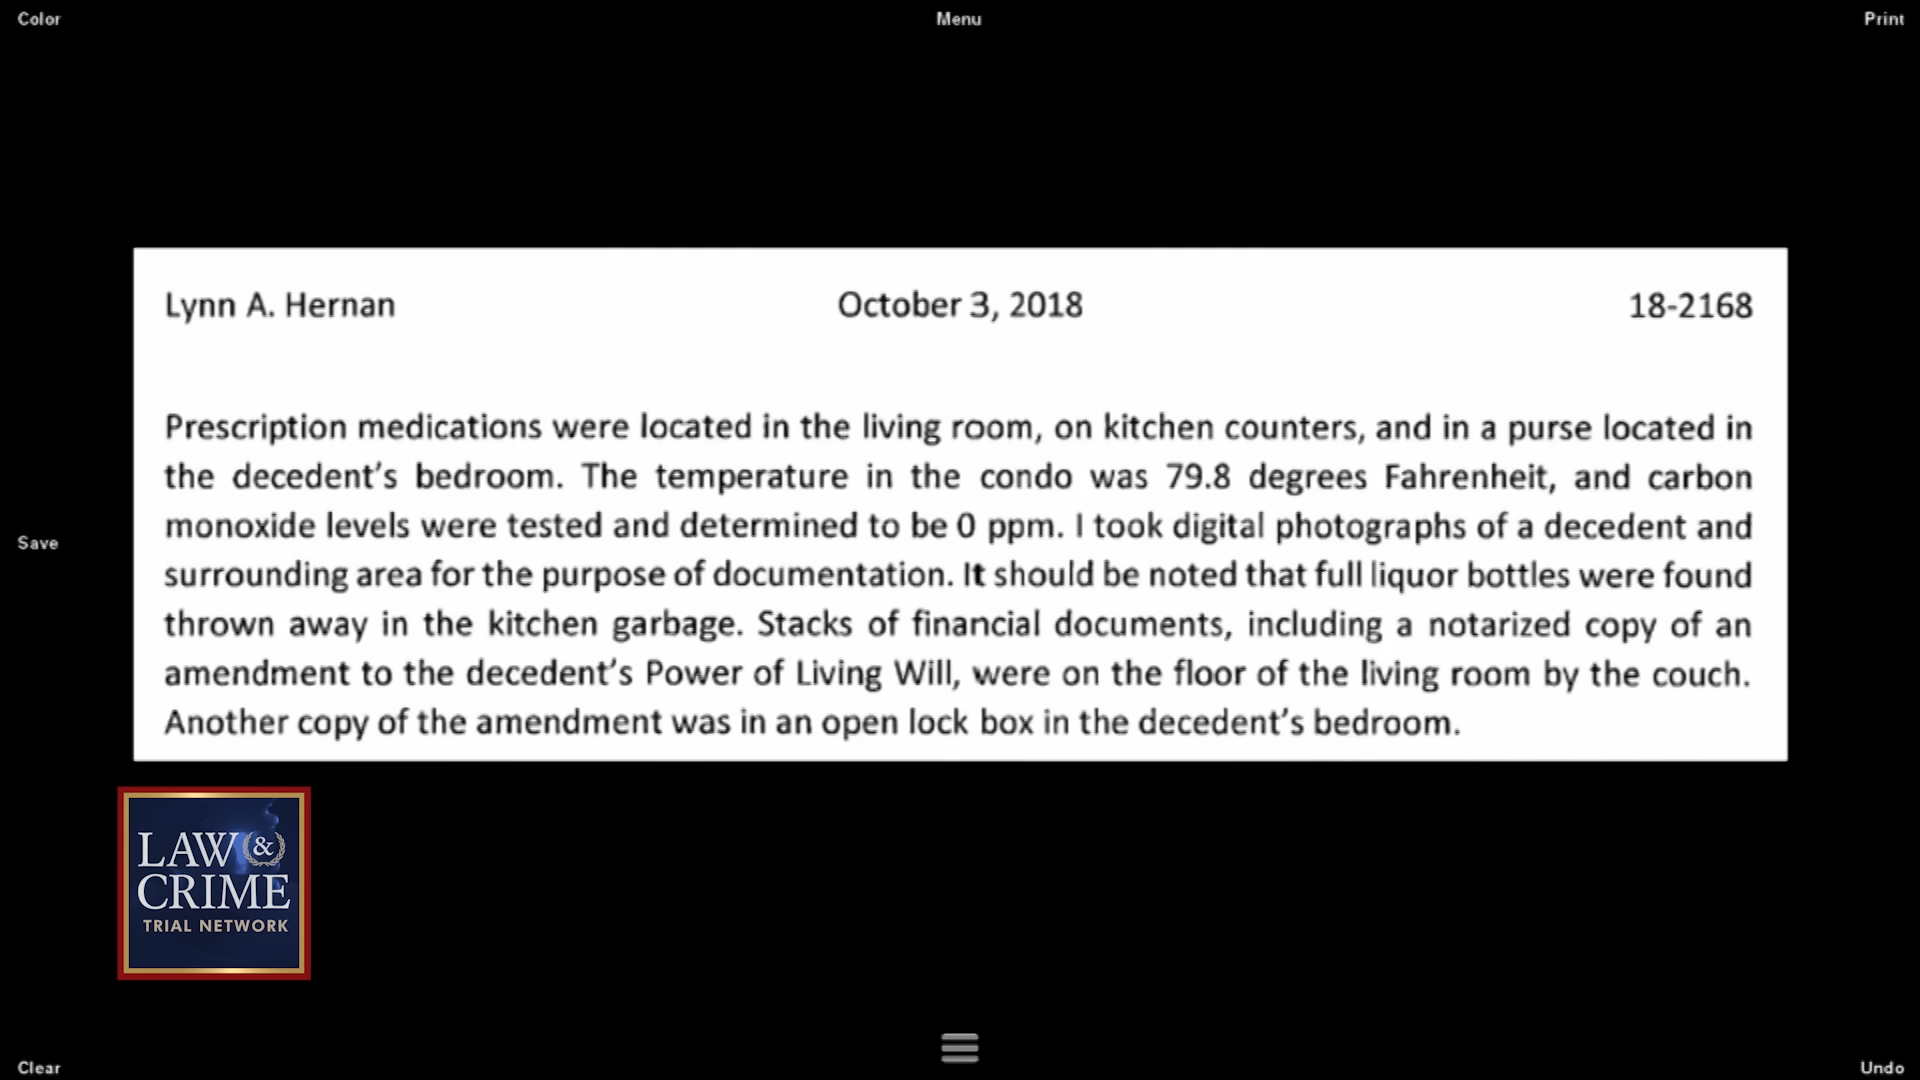 Color Menu Print
Lynn A. Hernan October 3, 2018 18-2168
Prescription medications were located in the living room, on kitchen counters, and in a purse located in
the decedent's bedroom. The temperature in the condo was 79.8 degrees Fahrenheit, and carbon
monoxide levels were tested and determined to be 0 ppm. I took digital photographs of a decedent and
Save
surrounding area for the purpose of documentation. It should be noted that full liquor bottles were found
thrown away in the kitchen garbage. Stacks of financial documents, including a notarized copy of an
amendment to the decedent's Power of Living Will, were on the floor of the living room by the couch.
Another copy of the amendment was in an open lock box in the decedent's bedroom.
LAW &
CRIME
TRIAL NETWORK
Clear Undo